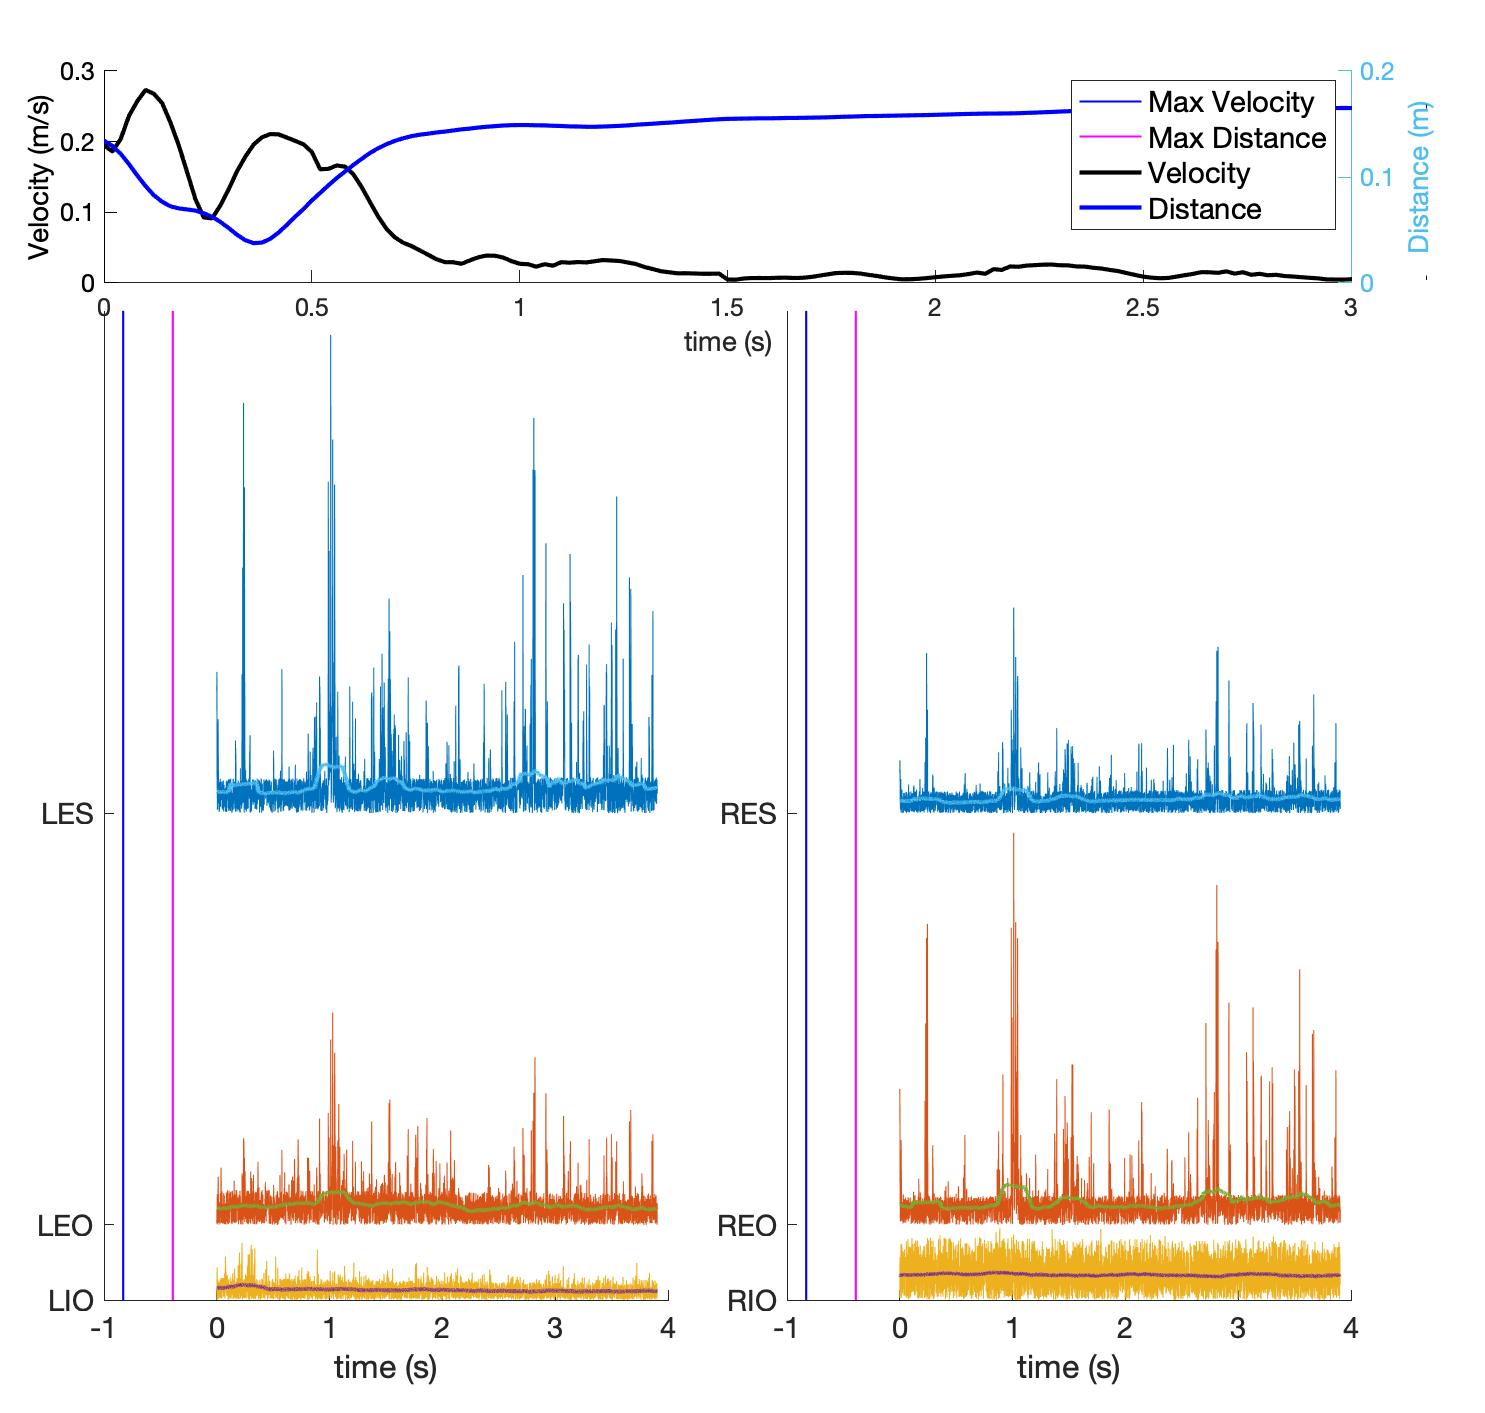 0.3
0.2
0.1
0
Velocity (m/s)
0.2
0.1
0
Distance (m)
Max Velocity
Max Distance
Velocity
Distance
0 0.5 1 1.5 2 2.5 3
time (s)
LES
LEO
LIO
-1 0 1 2 3 4
time (s)
RES
REO
RIO
-1 0 1 2 3 4
time (s)